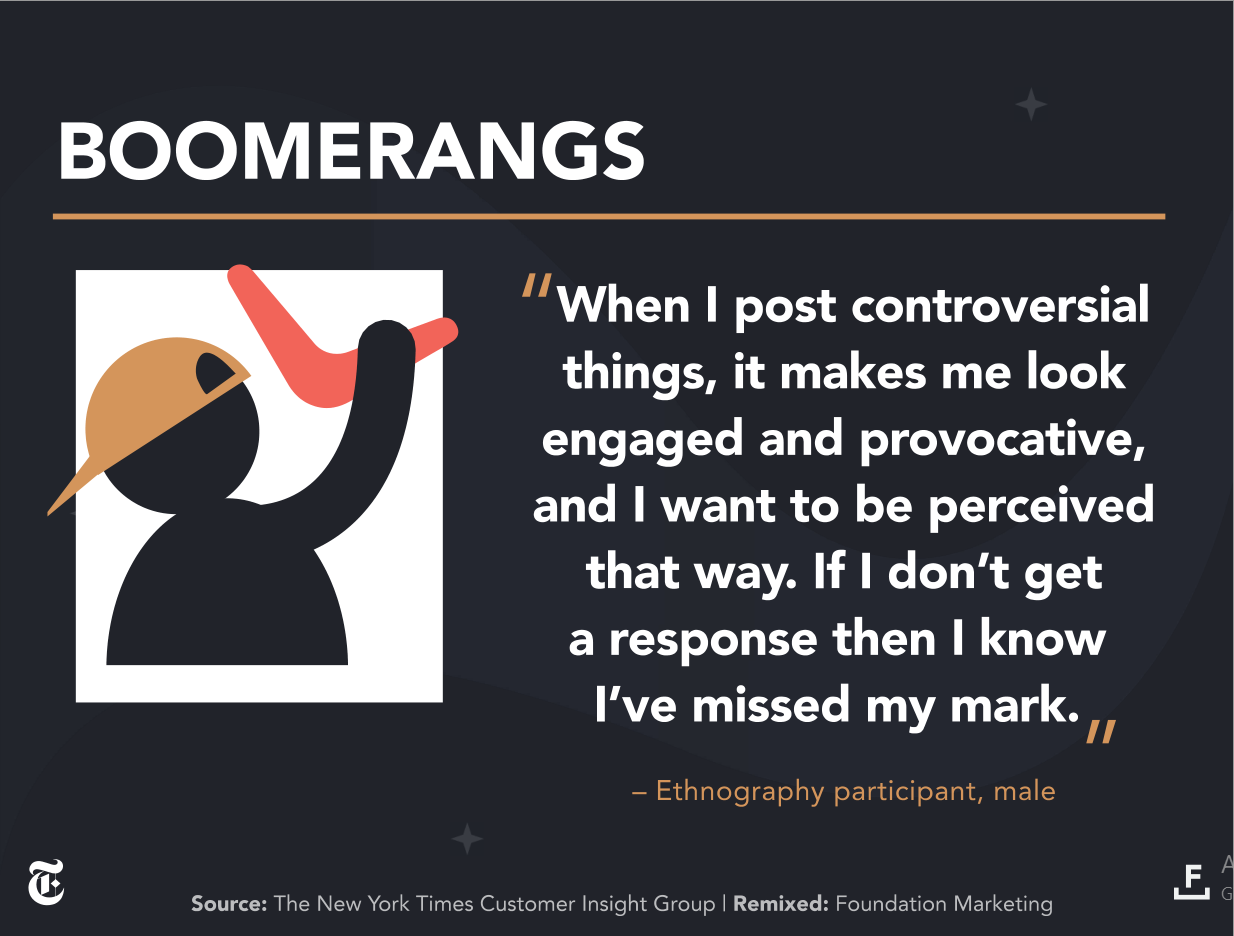 BOOMERANGS
"When I post controversial
things, it makes me look
engaged and provocative,
and I want to be perceived
that way. If I don’t get
a response then I know
I’ve missed my mark."
– Ethnography participant, male
T
F
A
G
Source: The New York Times Customer Insight Group | Remixed: Foundation Marketing